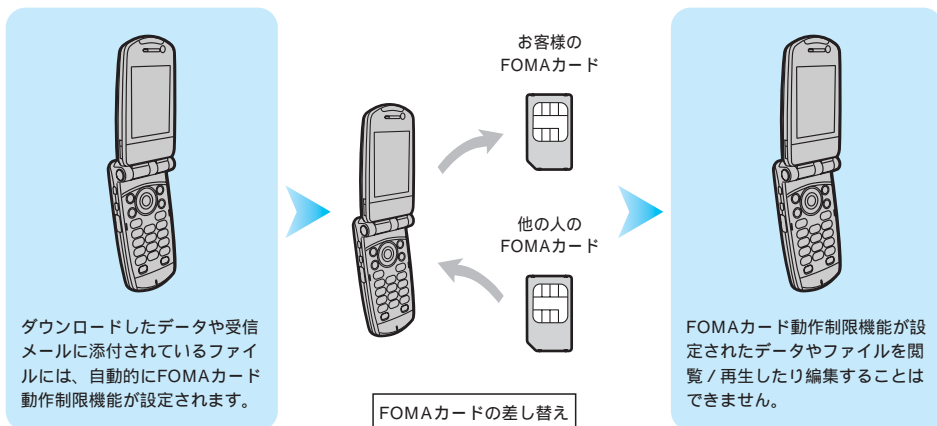 ダウンロードしたデータや受信
メールに添付されているファイ
ルには、自動的にFOMAカード
動作制限機能が設定されます。
お客様の
FOMAカード
他の人の
FOMAカード
FOMAカードの差し替え
FOMAカード動作制限機能が設
定されたデータやファイルを閲
覧/再生したり編集することは
できません。